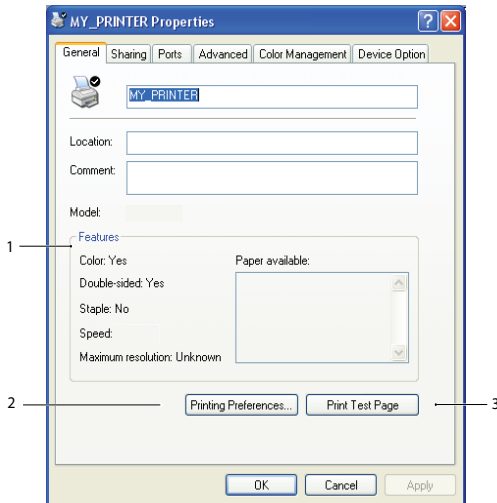 MY_PRINTER Properties
General Sharing Ports Advanced Color Management Device Option
MY_PRINTER
Location:
Comment:
Model:
1
Features
Color: Yes Paper available:
Double-sided: Yes
Staple: No
Speed:
Maximum resolution: Unknown
2 Printing Preferences... Print Test Page 3
OK Cancel Apply